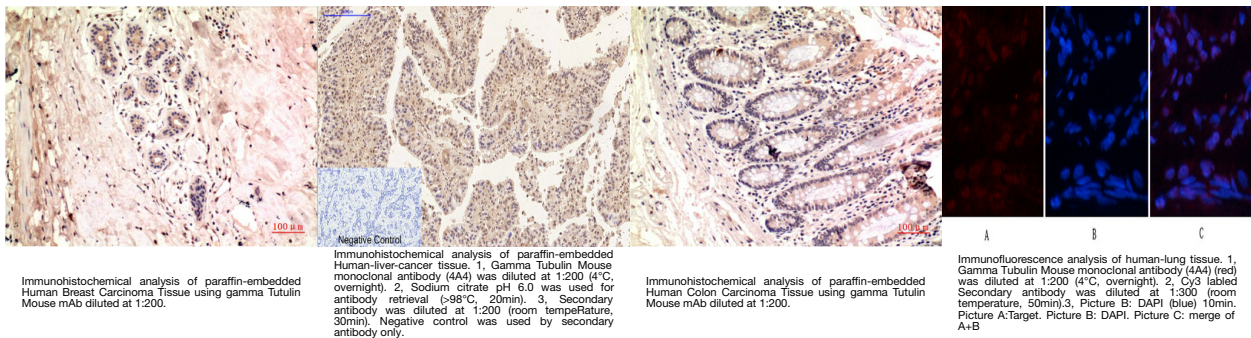 100 μm
Negative Control
100 μm
A
B
C
Immunohistochemical analysis of paraffin-embedded
Human Breast Carcinoma Tissue using gamma Tutulin
Mouse mAb diluted at 1:200.
Immunohistochemical analysis of paraffin-embedded
Human-liver-cancer tissue. 1, Gamma Tubulin Mouse
monoclonal antibody (4A4) was diluted at 1:200 (4°C,
overnight). 2, Sodium citrate pH 6.0 was used for
antibody retrieval (>98°C, 20min). 3, Secondary
antibody was diluted at 1:200 (room tempeRature,
30min). Negative control was used by secondary
antibody only.
Immunohistochemical analysis of paraffin-embedded
Human Colon Carcinoma Tissue using gamma Tutulin
Mouse mAb diluted at 1:200.
Immunofluorescence analysis of human-lung tissue. 1,
Gamma Tubulin Mouse monoclonal antibody (4A4) (red)
was diluted at 1:200 (4°C, overnight). 2, Cy3 labled
Secondary antibody was diluted at 1:300 (room
temperature, 50min).3, Picture B: DAPI (blue) 10min.
Picture A:Target. Picture B: DAPI. Picture C: merge of
A+B